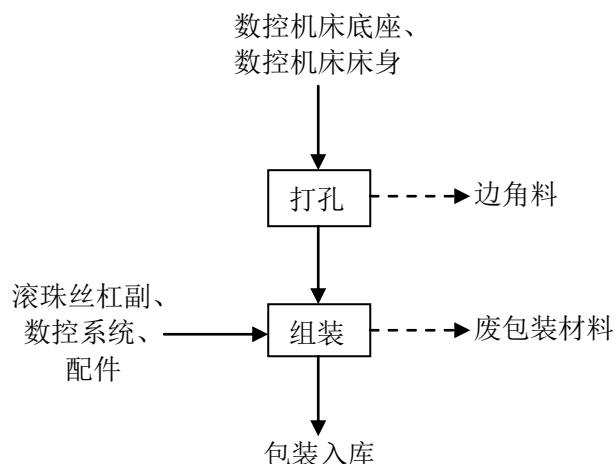 数控机床底座、
数控机床床身
打孔
边角料
滚珠丝杠副、
数控系统、
配件
组装
废包装材料
包装入库